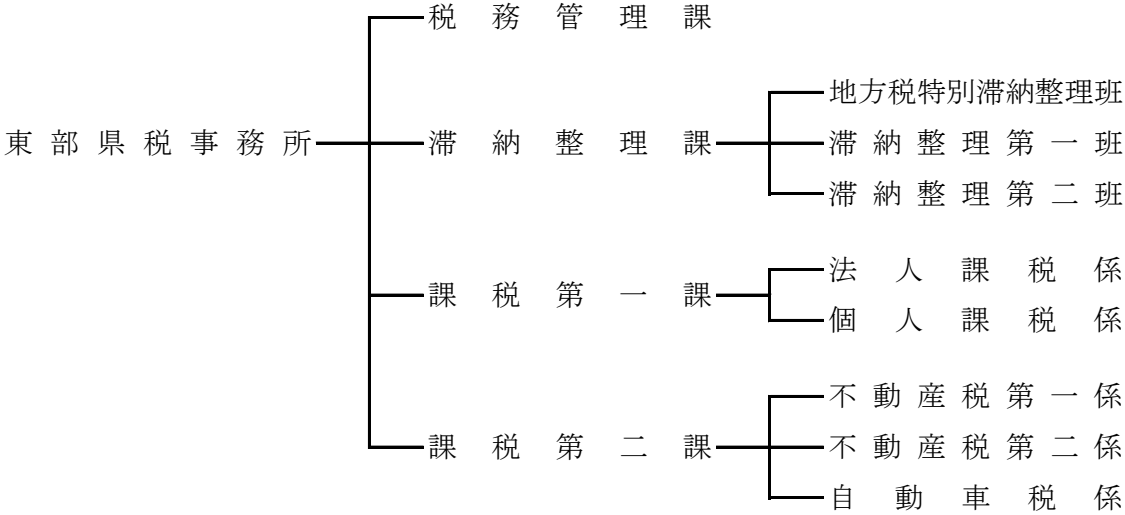 税務管理課
地方税特別滞納整理班
東部県税事務所
滞納整理課
滞納整理第一班
滞納整理第二班
法人課税係
課税第一課
個人課税係
不動産税第一係
課税第二課
不動産税第二係
自動車税係